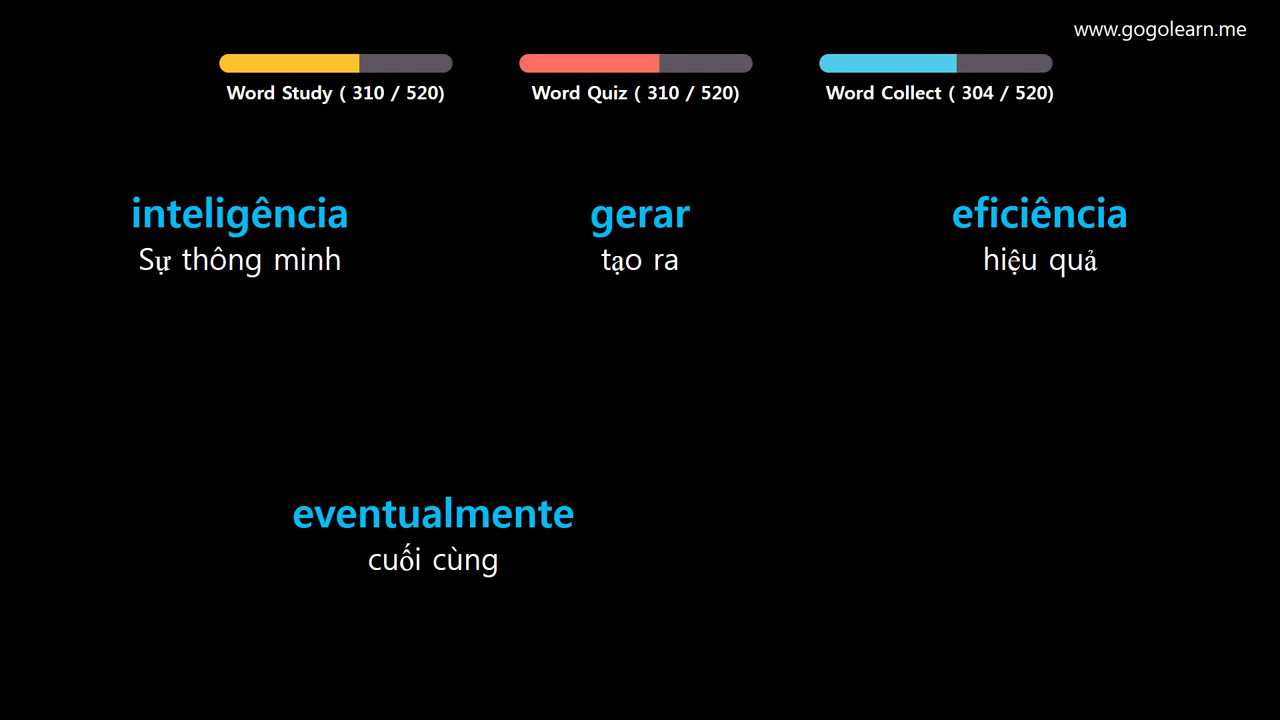 www.gogolearn.me
Word Study ( 310 / 520)
Word Quiz ( 310 / 520)
Word Collect ( 304 / 520)
inteligência
Sự thông minh
gerar
tạo ra
eficiência
hiệu quả
eventualmente
cuối cùng